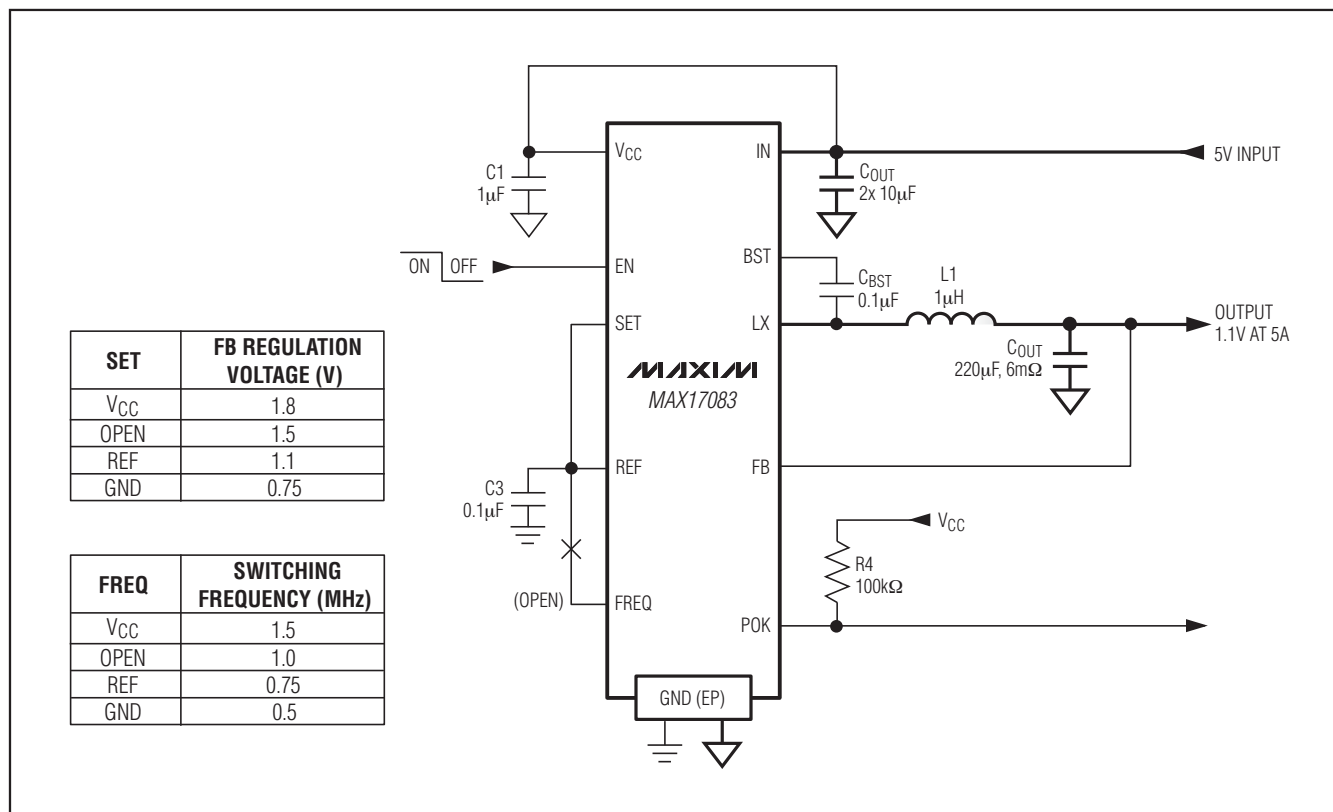 VCC
C1
1μF
ON OFF
EN
SET
REF
C3
0.1μF
(OPEN)
FREQ
MAXIM
MAX17083
GND (EP)
IN
COUT
2x 10μF
5V INPUT
BST
CBST
0.1μF
LX
L1
1μH
OUTPUT
1.1V AT 5A
COUT
220μF, 6mΩ
FB
VCC
R4
100kΩ
POK
SET FB REGULATION VOLTAGE (V)
VCC 1.8
OPEN 1.5
REF 1.1
GND 0.75
FREQ SWITCHING FREQUENCY (MHz)
VCC 1.5
OPEN 1.0
REF 0.75
GND 0.5